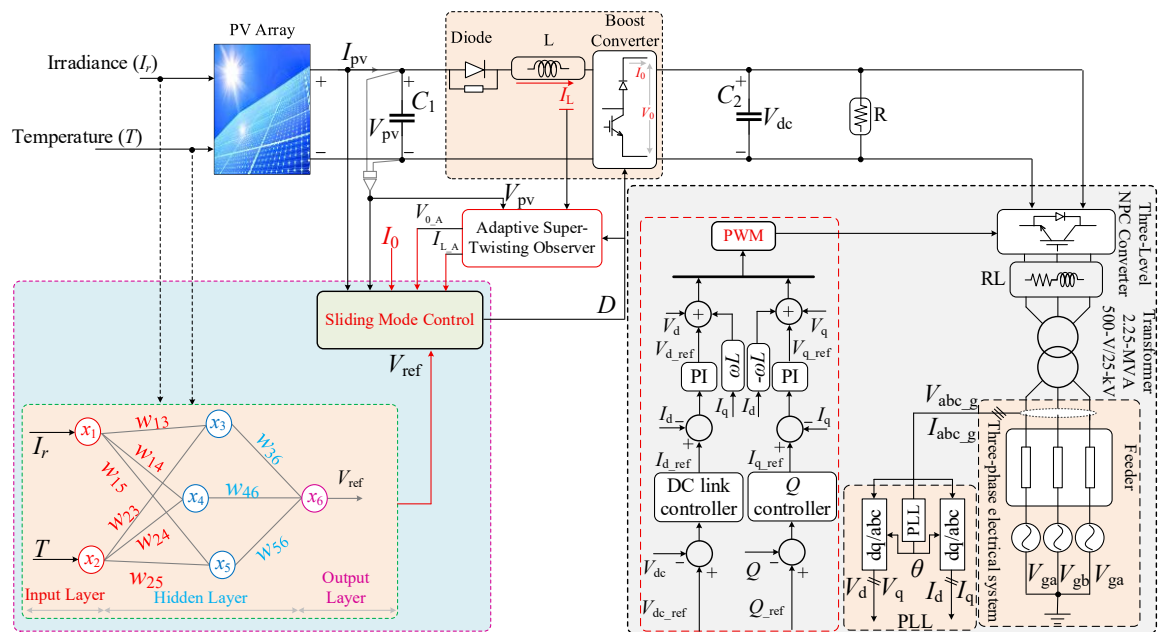 PV Array
Irradiance (Ir)
Temperature (T)
Ipv
+
−
+
Vpv
−
C1
Diode
L
IL
Boost
Converter
I0
V0
C2
+
Vdc
−
R
Vpv
V0_A
IL_A
I0
Adaptive Super-
Twisting Observer
Sliding Mode Control
D
Vref
Ir
T
x1
x2
x3
x4
x5
x6
w13
w14
w15
w23
w24
w25
w36
w46
w56
Vref
Input Layer
Hidden Layer
Output
Layer
PWM
+
+
Vd
Vq
Vd_ref
Vq_ref
PI
ωL
-ωL
PI
Id
−
+
Iq
Id
−
+
Iq
Id_ref
Iq_ref
DC link
controller
Q
controller
Vdc
−
+
Q
−
+
Vdc_ref
Q_ref
Three-Level
NPC Converter
RL
Transformer
2.25-MVA
500-V/25-kV
Vabc_g
Iabc_g
Feeder
Three-phase electrical system
Vga
Vgb
Vga
dq/abc
PLL
dq/abc
θ
Vd
Vq
Id
Iq
PLL